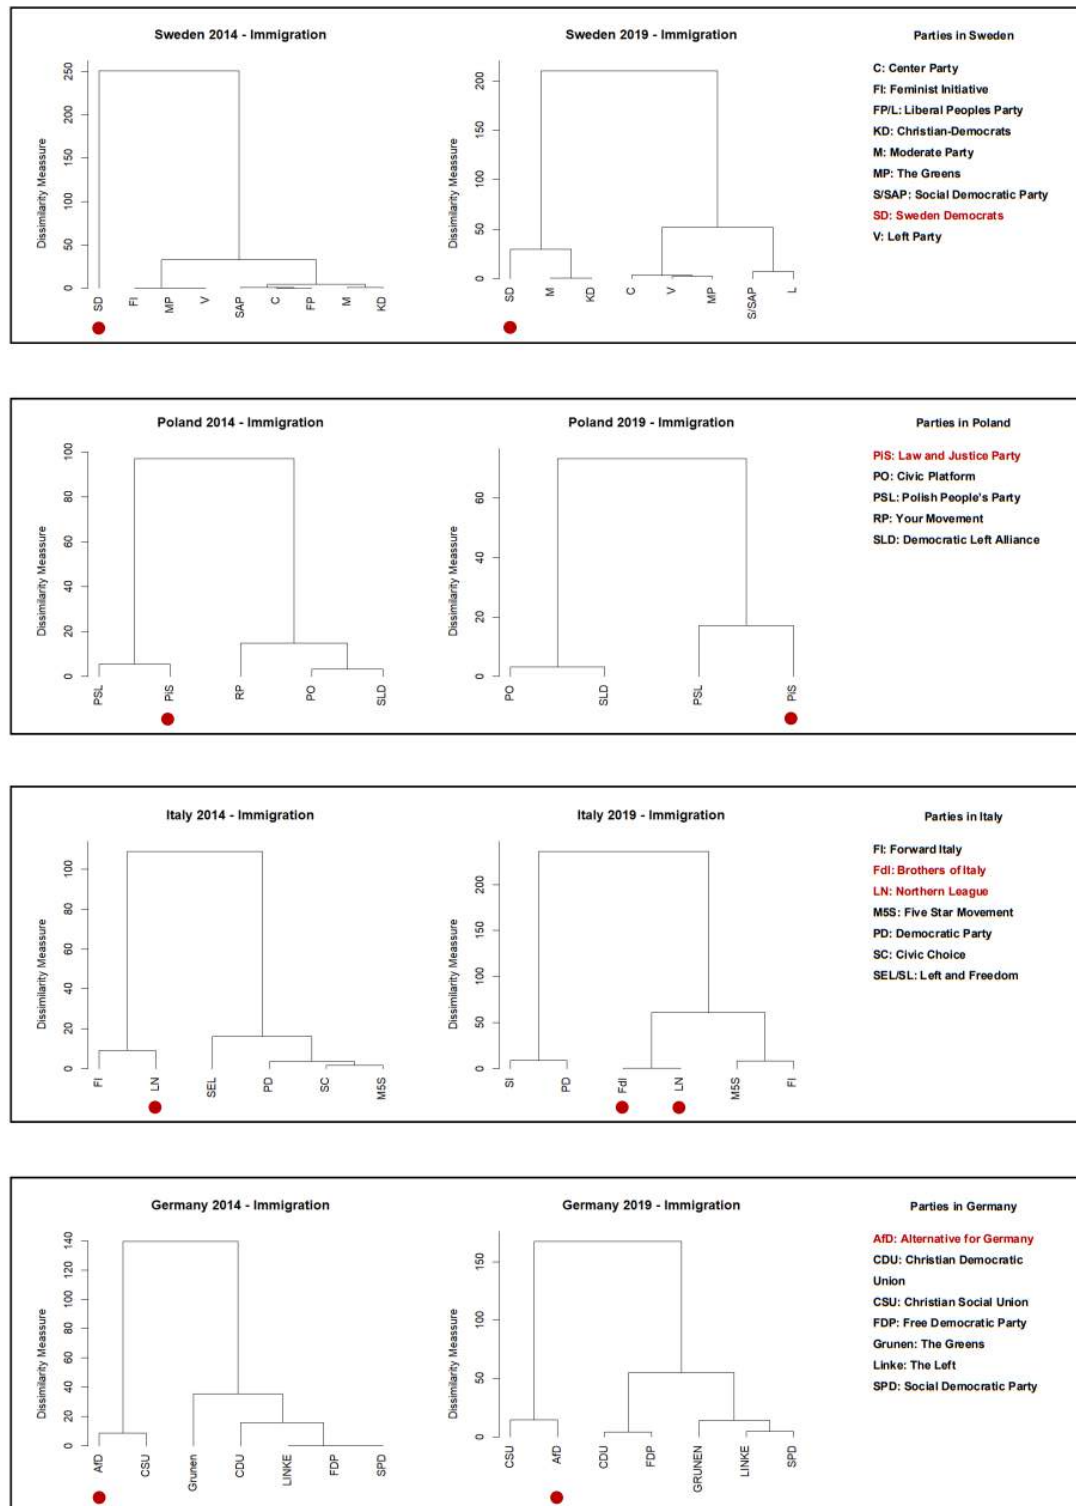 Sweden 2014 - Immigration
Dissimilarity Meassure
250
200
150
100
50
0
SD
FI
MP
V
SAP
C
FP
M
KD
Sweden 2019 - Immigration
Dissimilarity Meassure
200
150
100
50
0
SD
M
KD
C
V
MP
S/SAP
L
Parties in Sweden
C: Center Party
FI: Feminist Initiative
FP/L: Liberal Peoples Party
KD: Christian-Democrats
M: Moderate Party
MP: The Greens
S/SAP: Social Democratic Party
SD: Sweden Democrats
V: Left Party
Poland 2014 - Immigration
Dissimilarity Meassure
100
80
60
40
20
0
PSL
PiS
RP
PO
SLD
Poland 2019 - Immigration
Dissimilarity Meassure
60
40
20
0
PO
SLD
PSL
PiS
Parties in Poland
PiS: Law and Justice Party
PO: Civic Platform
PSL: Polish People's Party
RP: Your Movement
SLD: Democratic Left Alliance
Italy 2014 - Immigration
Dissimilarity Meassure
100
80
60
40
20
0
FI
LN
SEL
PD
SC
M5S
Italy 2019 - Immigration
Dissimilarity Meassure
200
150
100
50
0
SI
PD
FdI
LN
M5S
FI
Parties in Italy
FI: Forward Italy
FdI: Brothers of Italy
LN: Northern League
M5S: Five Star Movement
PD: Democratic Party
SC: Civic Choice
SEL/SL: Left and Freedom
Germany 2014 - Immigration
Dissimilarity Meassure
140
120
100
80
60
40
20
0
AfD
CSU
Grunen
CDU
LINKE
FDP
SPD
Germany 2019 - Immigration
Dissimilarity Meassure
150
100
50
0
CSU
AfD
CDU
FDP
GRUNEN
LINKE
SPD
Parties in Germany
AfD: Alternative for Germany
CDU: Christian Democratic
Union
CSU: Christian Social Union
FDP: Free Democratic Party
Grunen: The Greens
Linke: The Left
SPD: Social Democratic Party